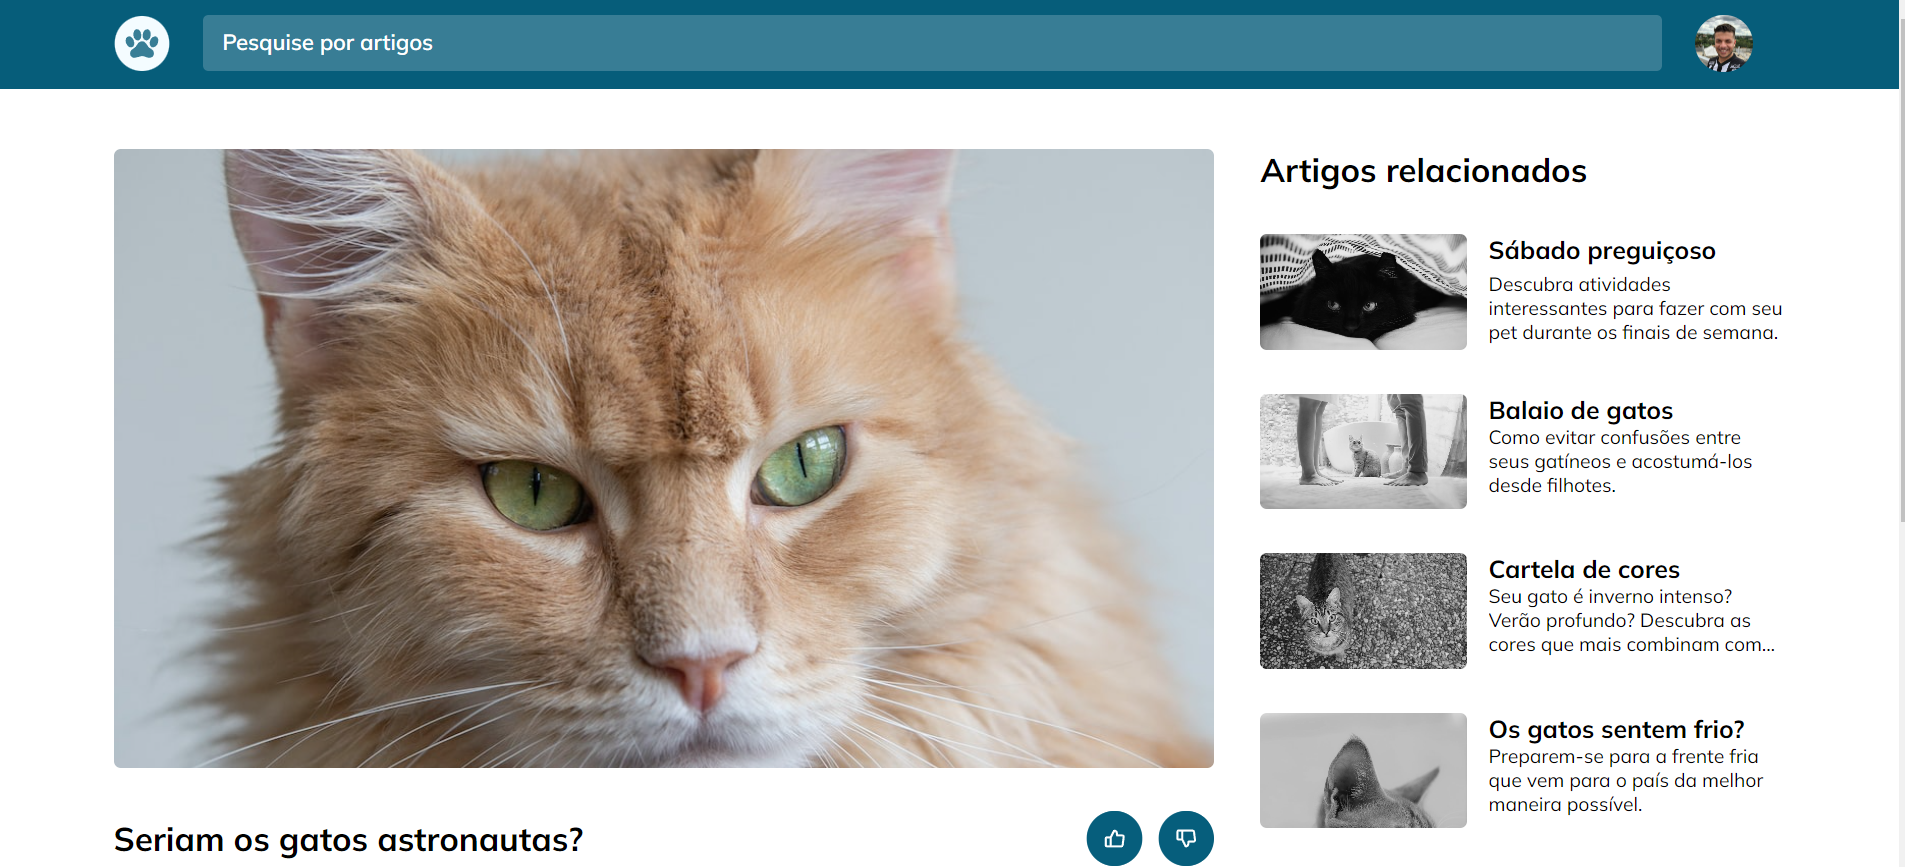 Pesquise por artigos
Seriam os gatos astronautas?
Artigos relacionados
Sábado preguiçoso
Descubra atividades
interessantes para fazer com seu
pet durante os finais de semana.
Balaio de gatos
Como evitar confusões entre
seus gatíneos e acostumá-los
desde filhotes.
Cartela de cores
Seu gato é inverno intenso?
Verão profundo? Descubra as
cores que mais combinam com...
Os gatos sentem frio?
Preparem-se para a frente fria
que vem para o país da melhor
maneira possível.